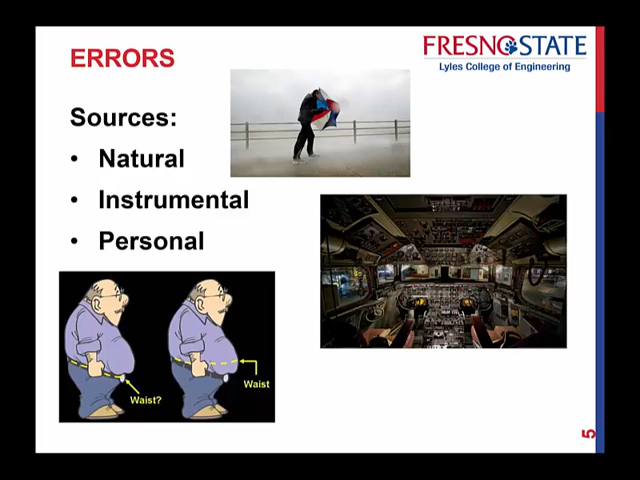 ERRORS
FRESNO STATE
Lyles College of Engineering
Sources:
• Natural
• Instrumental
• Personal
Waist?
Waist
5